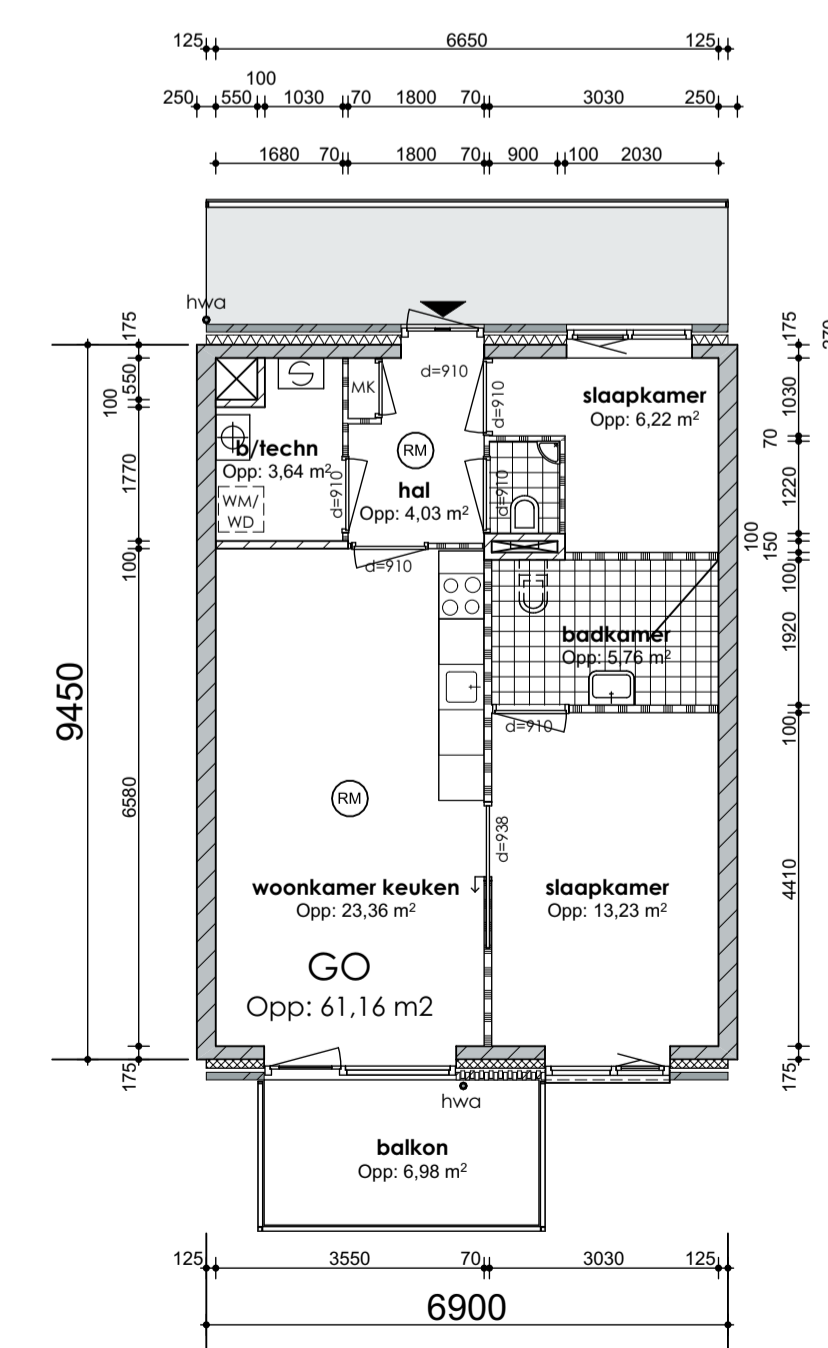 125 6650 125
100
250 550 1030 70 1800 70 3030 250
1680 70 1800 70 900 100 2030
hwa
175
550
100
1770
100
9450
6580
175
175
270
1030
70
1220
100
150
100
1920
100
4410
175
d=910
MK
d=910
slaapkamer
Opp: 6,22 m²
RM
b/techn
Opp: 3,64 m²
WM/
WD
d=910
hal
Opp: 4,03 m²
d=910
d=910
badkamer
Opp: 5,76 m²
d=910
RM
d=938
woonkamer keuken
Opp: 23,36 m²
slaapkamer
Opp: 13,23 m²
GO
Opp: 61,16 m2
hwa
balkon
Opp: 6,98 m²
125 3550 70 3030 125
6900